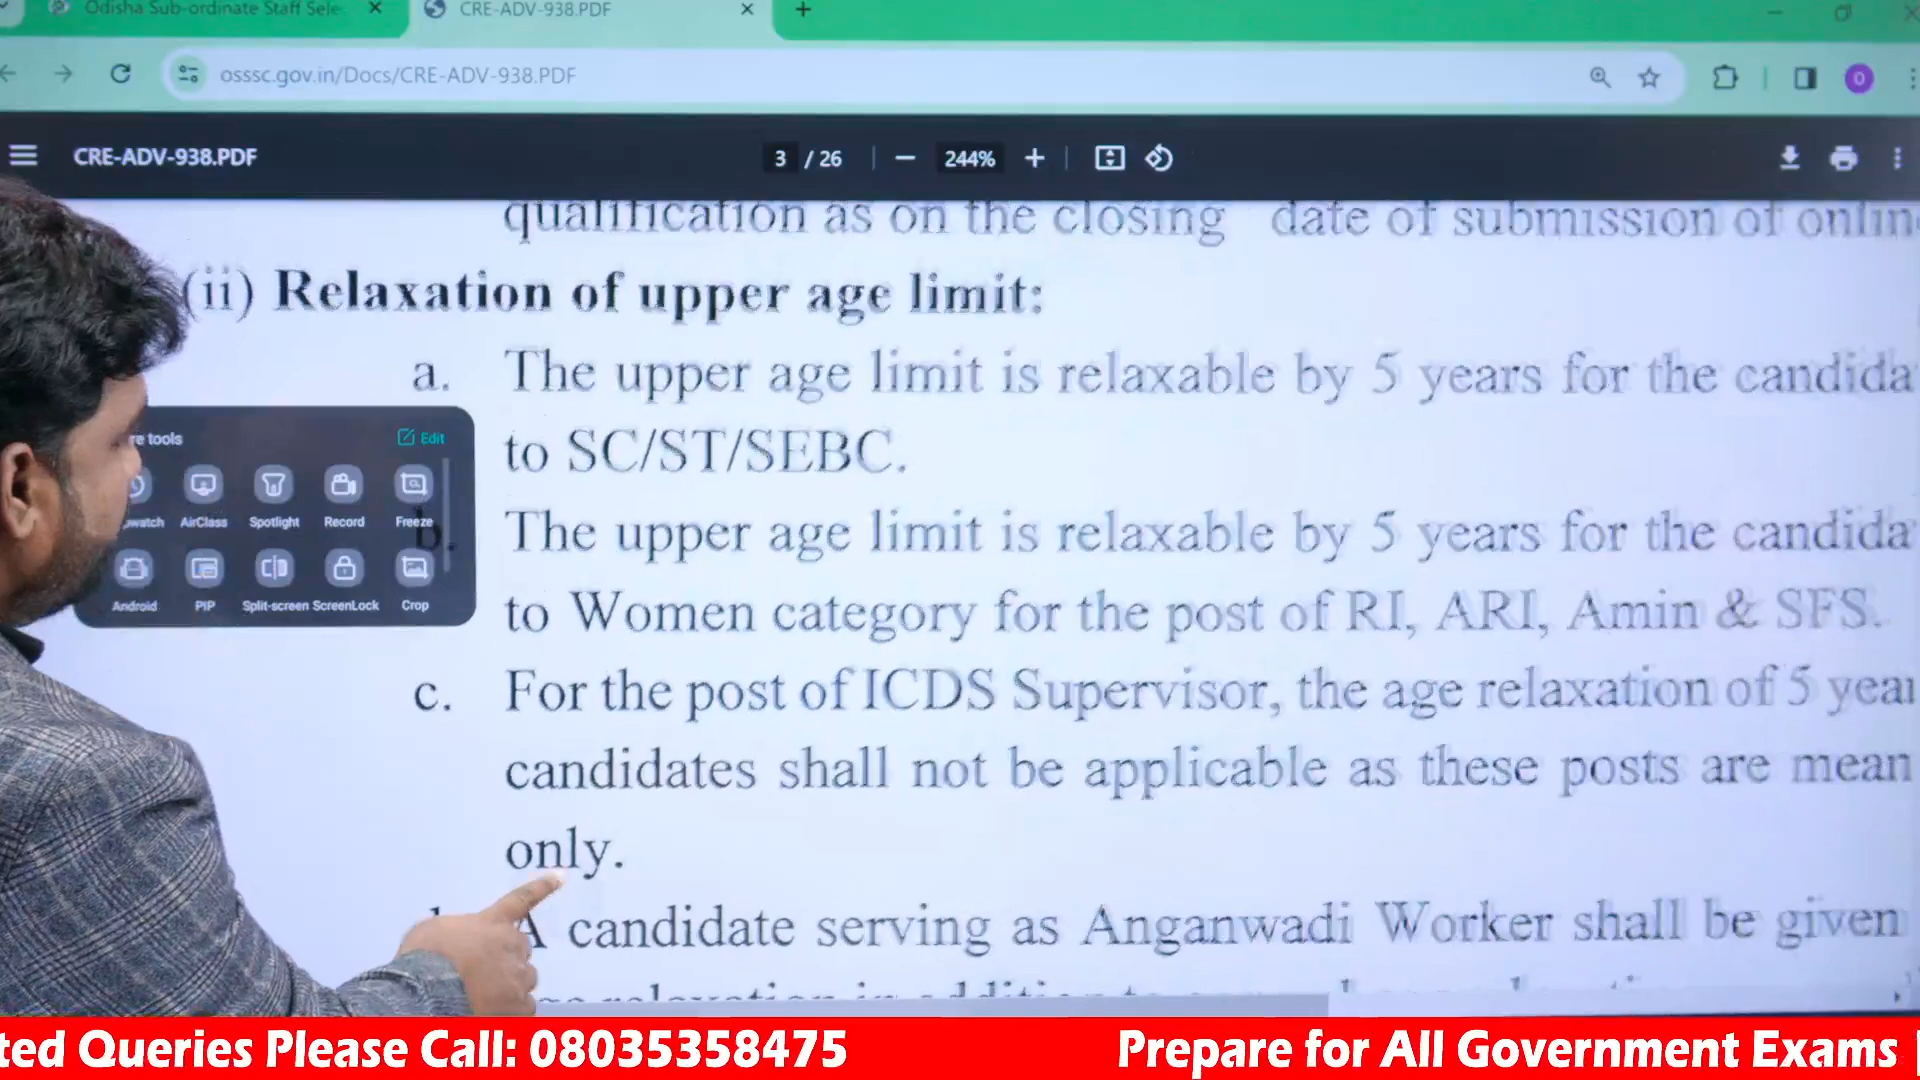 Odisha Sub-ordinate Staff Sele
CRE-ADV-938.PDF
osssc.gov.in/Docs/CRE-ADV-938.PDF
O
CRE-ADV-938.PDF
3 / 26
244%
qualification as on the closing date of submission of onlin
(ii) Relaxation of upper age limit:
a. The upper age limit is relaxable by 5 years for the candida
to SC/ST/SEBC.
b. The upper age limit is relaxable by 5 years for the candida
to Women category for the post of RI, ARI, Amin & SFS.
c. For the post of ICDS Supervisor, the age relaxation of 5 year
candidates shall not be applicable as these posts are mean
only.
A candidate serving as Anganwadi Worker shall be given
re tools
Edit
watch AirClass Spotlight Record Freeze
Android PIP Split-screen ScreenLock Crop
ted Queries Please Call: 08035358475
Prepare for All Government Exams